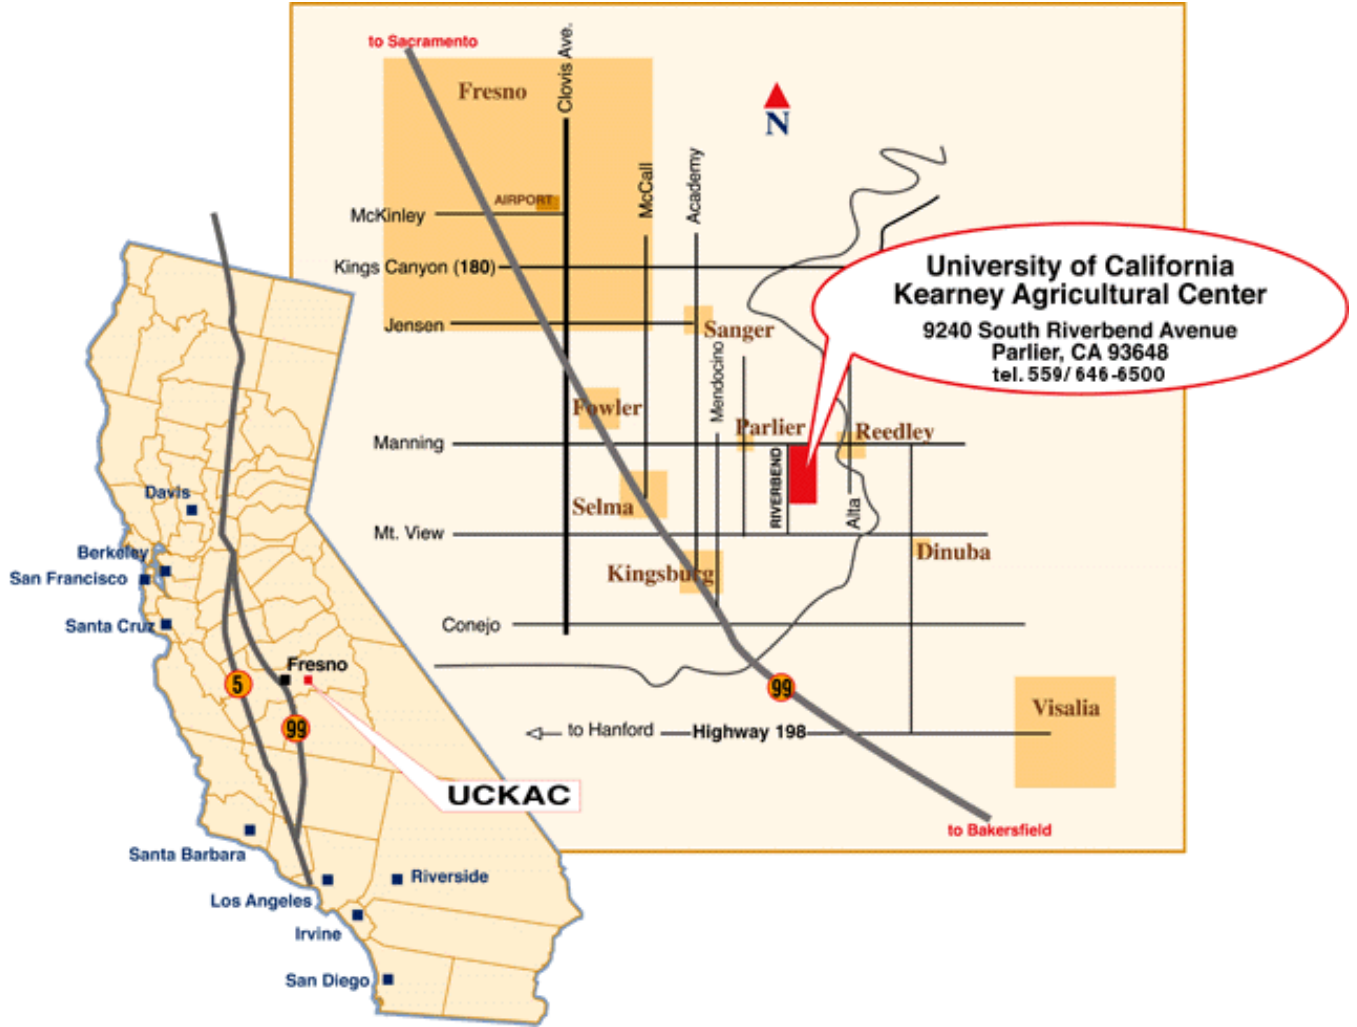 to Sacramento
Clovis Ave.
Fresno
N
AIRPORT
McCall
Academy
McKinley
Kings Canyon (180)
Jensen
Sanger
University of California
Kearney Agricultural Center
9240 South Riverbend Avenue
Parlier, CA 93648
tel. 559/ 646-6500
Mendocino
Fowler
Parlier
Reedley
Manning
RIVERBEND
Selma
Alta
Mt. View
Dinuba
Kingsburg
Conejo
99
Visalia
to Hanford
Highway 198
to Bakersfield
Davis
Berkeley
San Francisco
Santa Cruz
Fresno
5
99
UCKAC
Santa Barbara
Riverside
Los Angeles
Irvine
San Diego